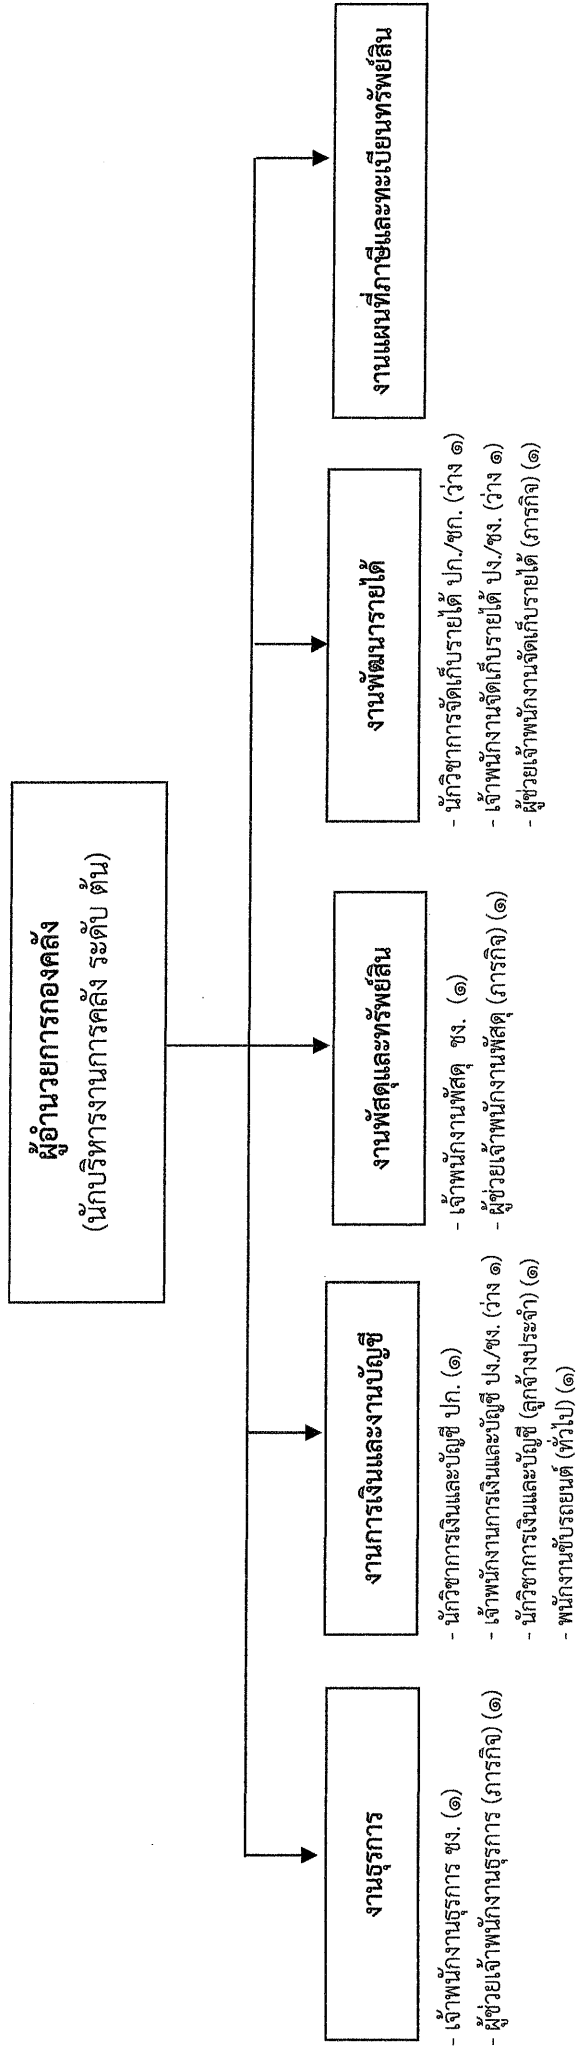 ผู้อำนวยการกองคลัง
(นักบริหารงานการคลัง ระดับ ต้น)
งานธุรการ
- เจ้าพนักงานธุรการ ชง. (๑)
- ผู้ช่วยเจ้าพนักงานธุรการ (ภารกิจ) (๑)
งานการเงินและงานบัญชี
- นักวิชาการเงินและบัญชี ปก. (๑)
- เจ้าพนักงานการเงินและบัญชี ปง./ชง. (ว่าง ๑)
- นักวิชาการเงินและบัญชี (ลูกจ้างประจำ) (๑)
- พนักงานขับรถยนต์ (ทั่วไป) (๑)
งานพัสดุและทรัพย์สิน
- เจ้าพนักงานพัสดุ ชง. (๑)
- ผู้ช่วยเจ้าพนักงานพัสดุ (ภารกิจ) (๑)
งานพัฒนารายได้
- นักวิชาการจัดเก็บรายได้ ปก./ชก. (ว่าง ๑)
- เจ้าพนักงานจัดเก็บรายได้ ปง./ชง. (ว่าง ๑)
- ผู้ช่วยเจ้าพนักงานจัดเก็บรายได้ (ภารกิจ) (๑)
งานแผนที่ภาษีและทะเบียนทรัพย์สิน